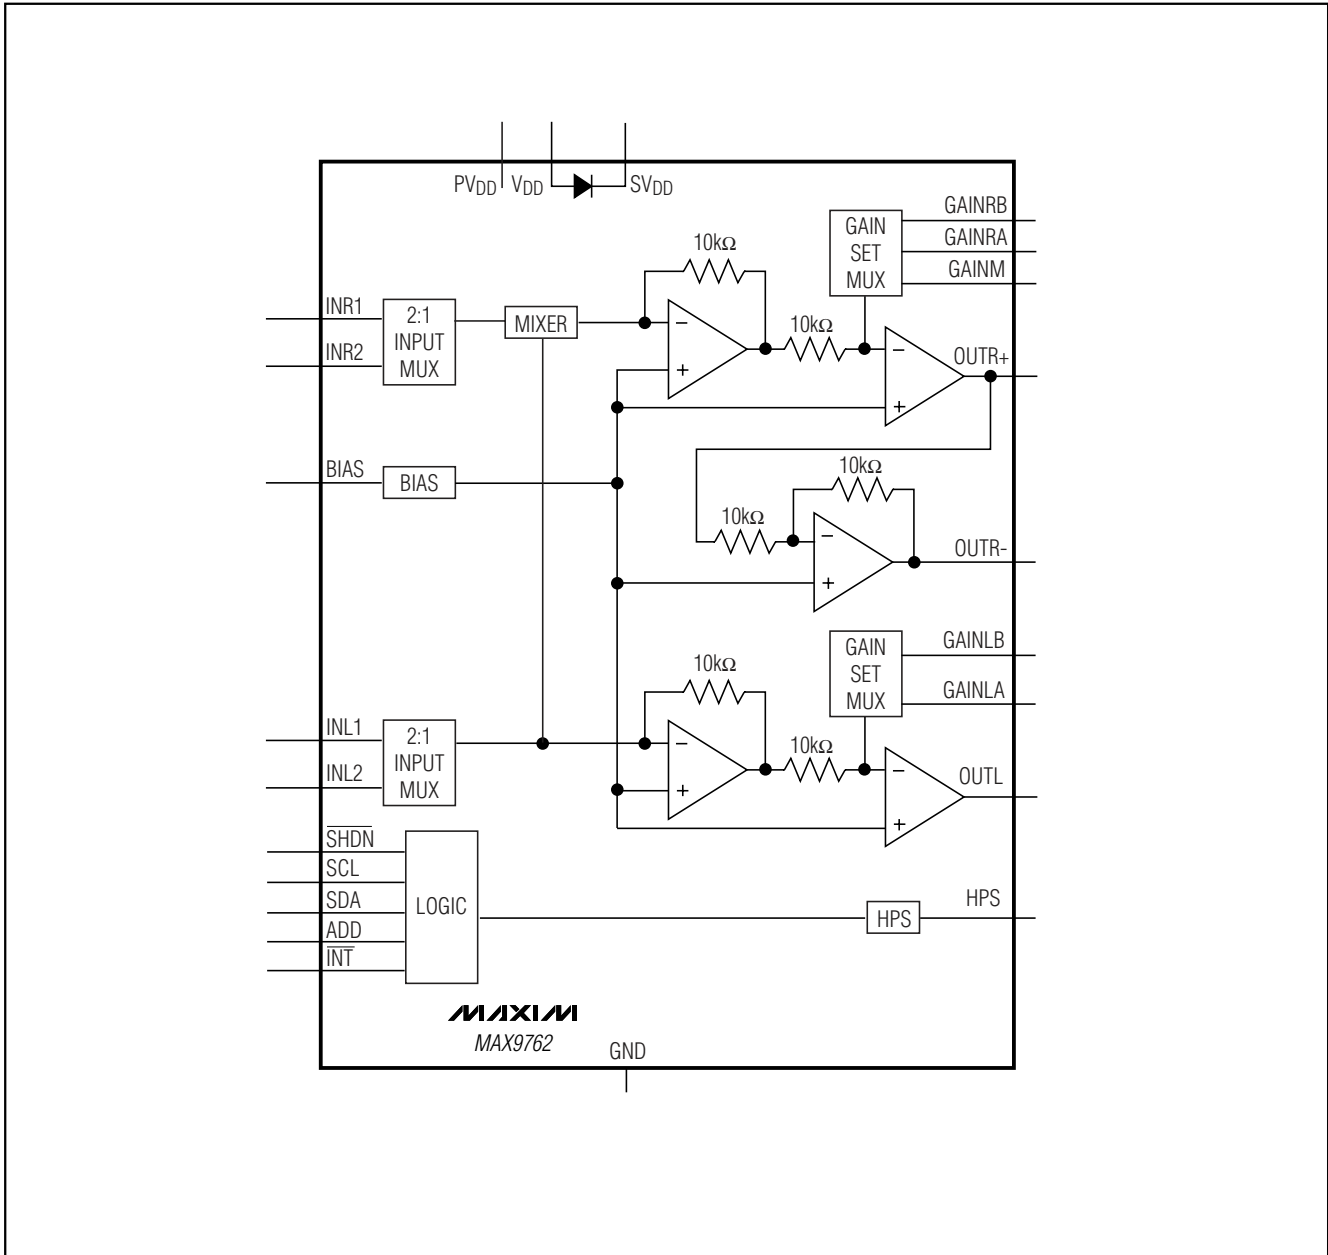 PVDD VDD SVDD
GAINRB
GAINRA
GAINM
GAIN
SET
MUX
10kΩ
INR1
INR2
2:1
INPUT
MUX
MIXER
−
+
10kΩ
−
+
OUTR+
BIAS
BIAS
10kΩ
10kΩ
−
+
OUTR-
GAINLB
GAINLA
GAIN
SET
MUX
10kΩ
INL1
INL2
2:1
INPUT
MUX
−
+
10kΩ
−
+
OUTL
SHDN
SCL
SDA
ADD
INT
LOGIC
HPS
HPS
MAXIM
MAX9762
GND